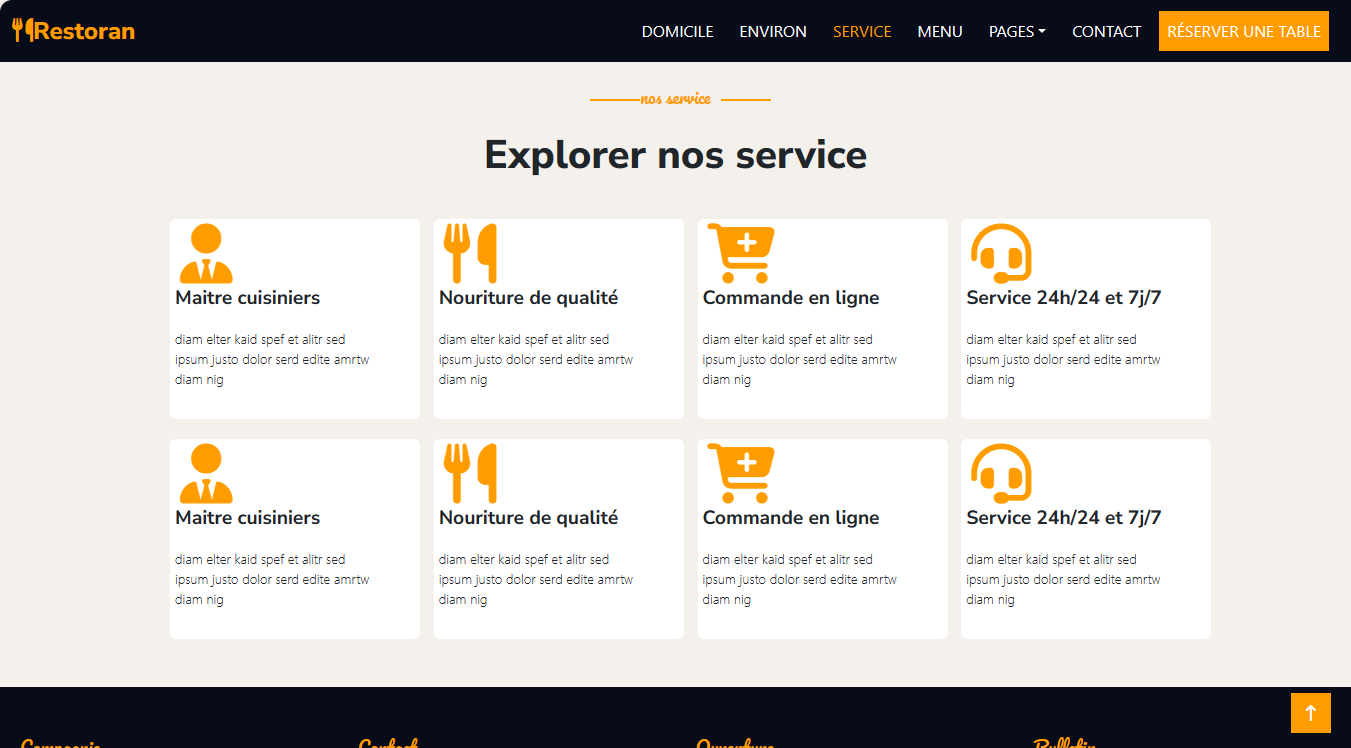 Restoran
DOMICILE ENVIRON SERVICE MENU PAGES CONTACT RÉSERVER UNE TABLE
nos service
Explorer nos service
Maitre cuisiniers
diam elter kaid spef et alitr sed
ipsum justo dolor serd edite amrtw
diam nig
Nouriture de qualité
diam elter kaid spef et alitr sed
ipsum justo dolor serd edite amrtw
diam nig
Commande en ligne
diam elter kaid spef et alitr sed
ipsum justo dolor serd edite amrtw
diam nig
Service 24h/24 et 7j/7
diam elter kaid spef et alitr sed
ipsum justo dolor serd edite amrtw
diam nig
Maitre cuisiniers
diam elter kaid spef et alitr sed
ipsum justo dolor serd edite amrtw
diam nig
Nouriture de qualité
diam elter kaid spef et alitr sed
ipsum justo dolor serd edite amrtw
diam nig
Commande en ligne
diam elter kaid spef et alitr sed
ipsum justo dolor serd edite amrtw
diam nig
Service 24h/24 et 7j/7
diam elter kaid spef et alitr sed
ipsum justo dolor serd edite amrtw
diam nig